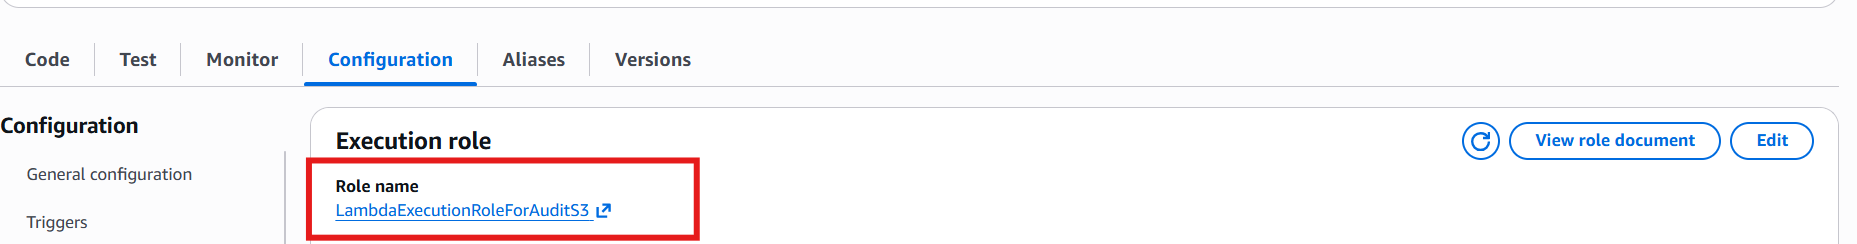 Code Test Monitor Configuration Aliases Versions
Configuration
General configuration
Triggers
Execution role
View role document Edit
Role name
LambdaExecutionRoleForAuditS3